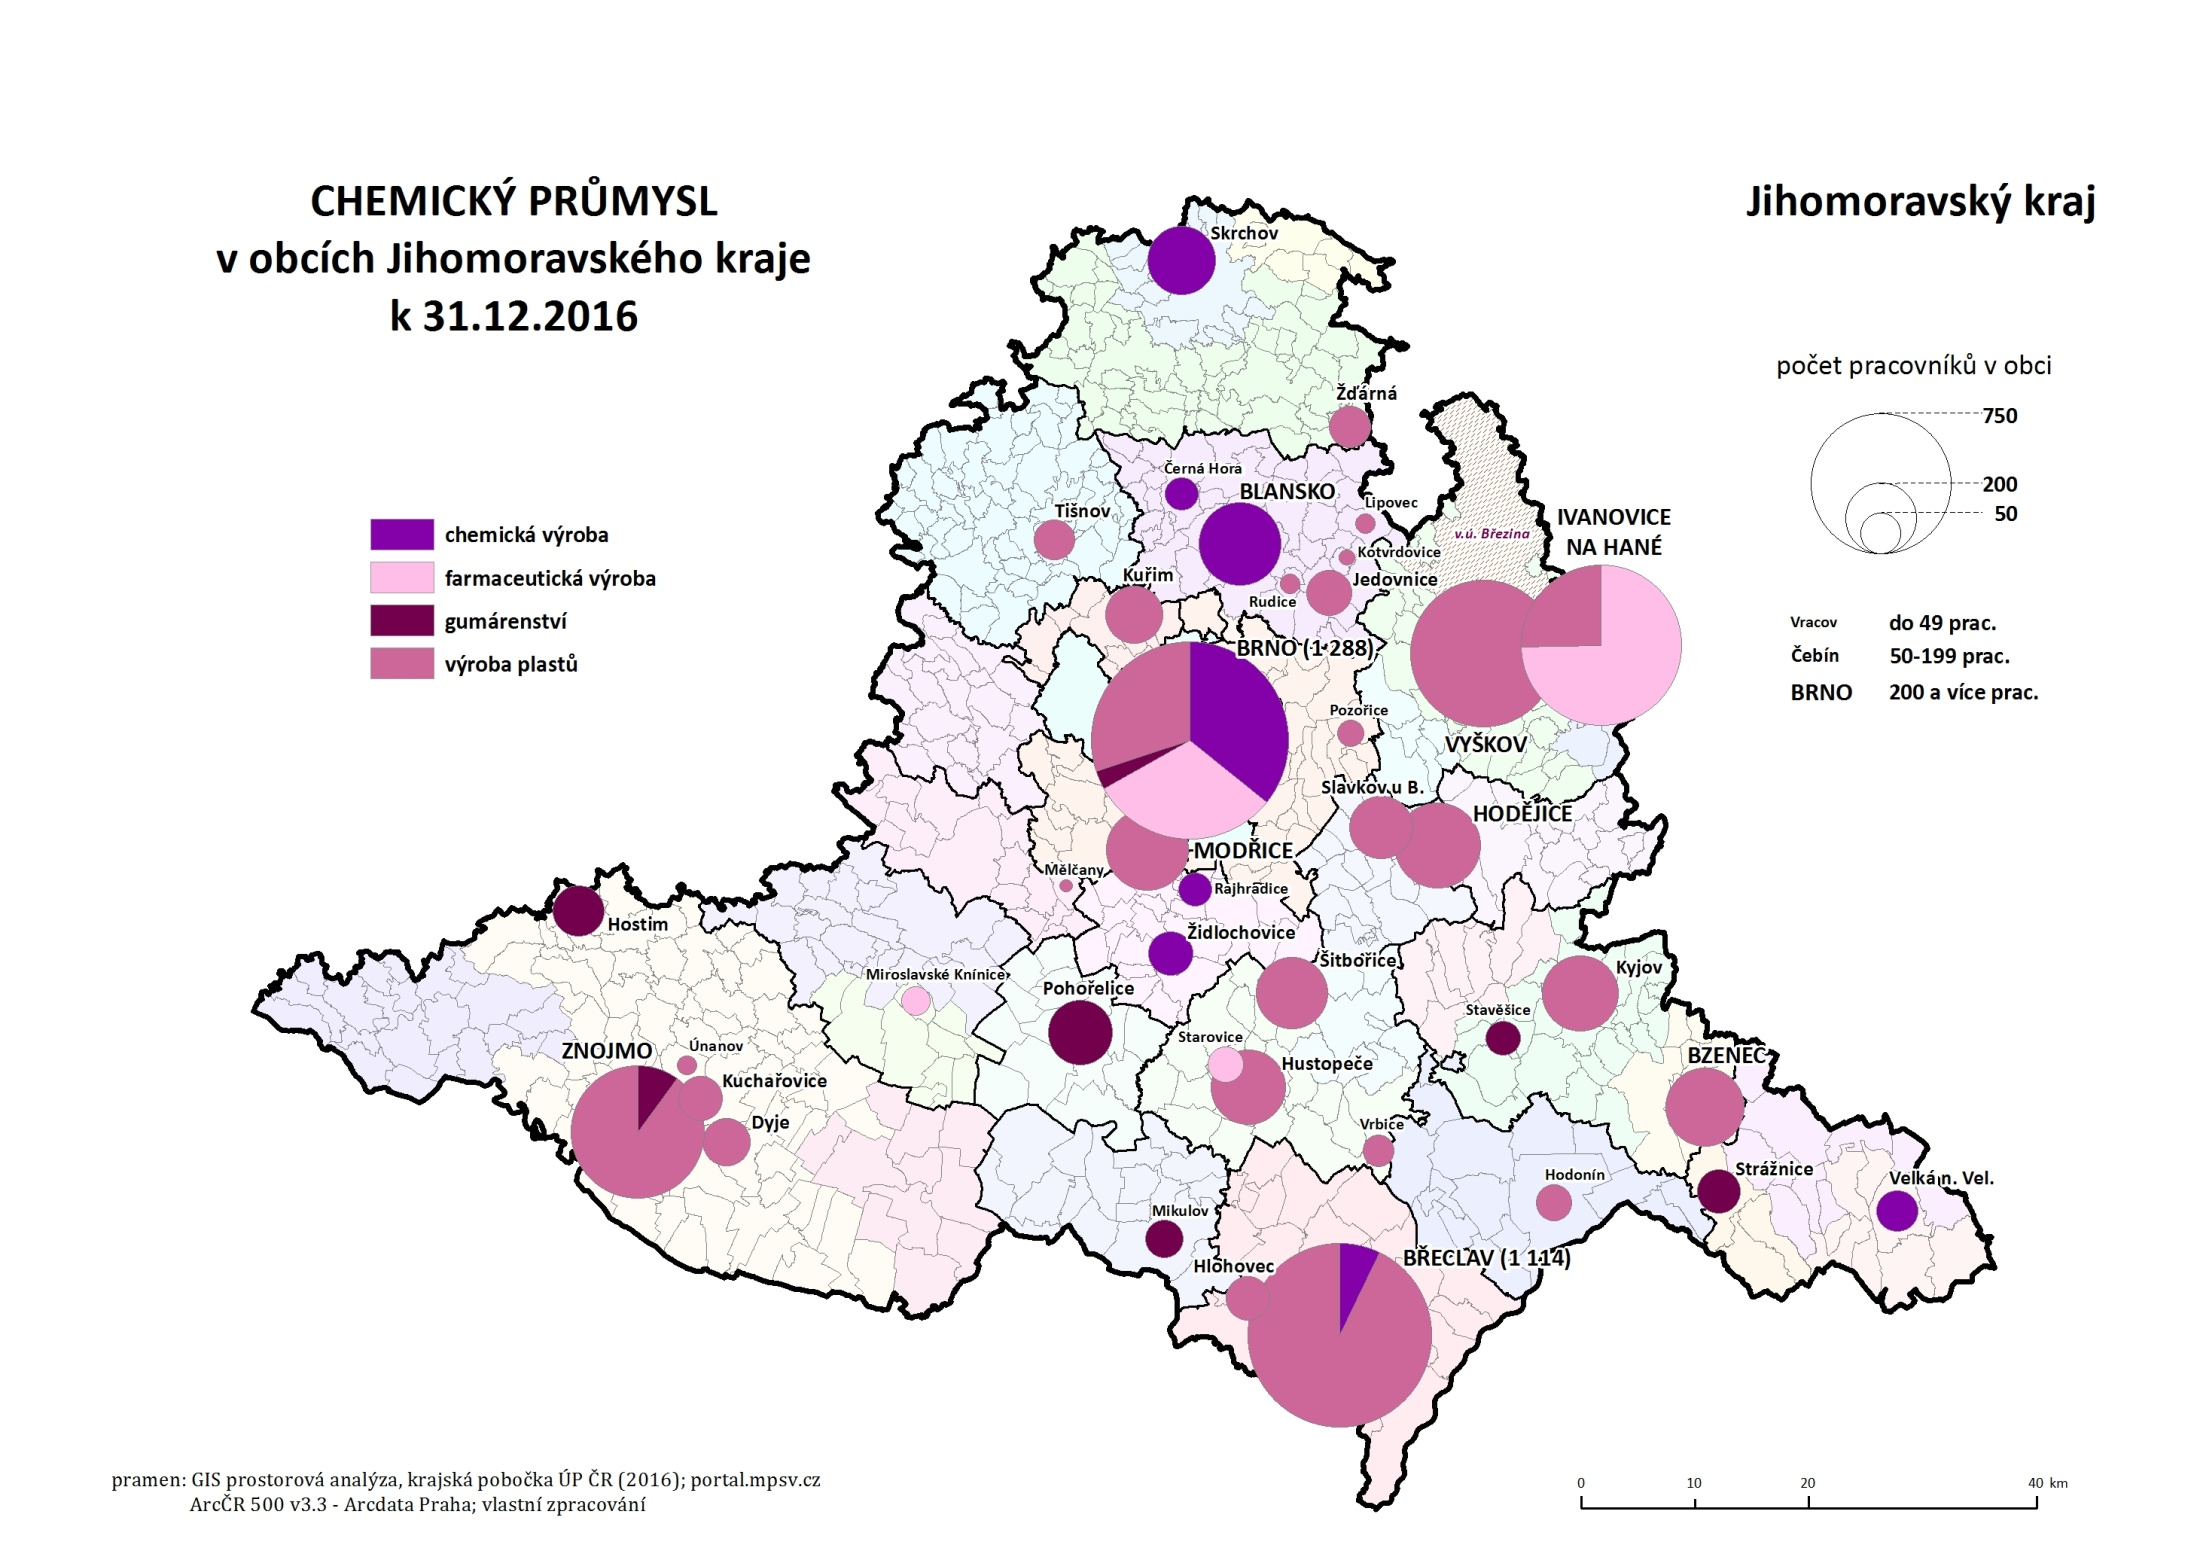 CHEMICKÝ PRŮMYSL
v obcích Jihomoravského kraje
k 31.12.2016
Jihomoravský kraj
chemická výroba
farmaceutická výroba
gumárenství
výroba plastů
počet pracovníků v obci
750
200
50
Vracov do 49 prac.
Čebín 50-199 prac.
BRNO 200 a více prac.
Skrchov
Žďárná
Černá Hora
BLANSKO
Lipovec
Tišnov
IVANOVICE
NA HANÉ
v.ú. Březina
Kotvrdovice
Kuřim
Jedovnice
Rudice
BRNO (1 288)
Pozořice
VYŠKOV
Slavkov u B.
HODĚJICE
MODŘICE
Mělčany
Rajhradice
Hostim
Židlochovice
Šitbořice
Kyjov
Miroslavské Knínice
Pohořelice
Stavěšice
Starovice
ZNOJMO
Únanov
BZENEC
Hustopeče
Kuchařovice
Dyje
Vrbice
Strážnice
Hodonín
Velká n. Vel.
Mikulov
Hlohovec
BŘECLAV (1 114)
pramen: GIS prostorová analýza, krajská pobočka ÚP ČR (2016); portal.mpsv.cz
ArcČR 500 v3.3 - Arcdata Praha; vlastní zpracování
0 10 20 40 km